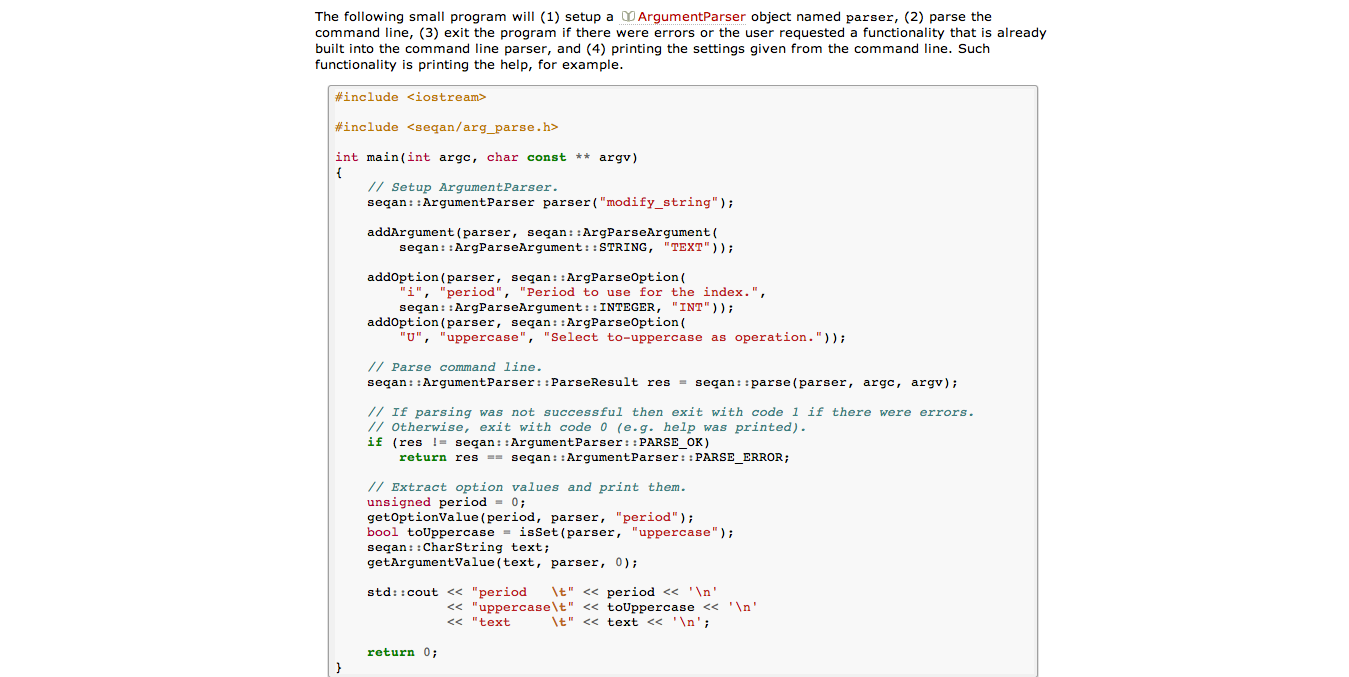 The following small program will (1) setup a ArgumentParser object named parser, (2) parse the
command line, (3) exit the program if there were errors or the user requested a functionality that is already
built into the command line parser, and (4) printing the settings given from the command line. Such
functionality is printing the help, for example.
#include <iostream>
#include <seqan/arg_parse.h>
int main(int argc, char const ** argv)
{
    // Setup ArgumentParser.
    seqan::ArgumentParser parser("modify_string");
    addArgument(parser, seqan::ArgParseArgument(
        seqan::ArgParseArgument::STRING, "TEXT"));
    addOption(parser, seqan::ArgParseOption(
        "i", "period", "Period to use for the index.",
        seqan::ArgParseArgument::INTEGER, "INT"));
    addOption(parser, seqan::ArgParseOption(
        "U", "uppercase", "Select to-uppercase as operation."));
    // Parse command line.
    seqan::ArgumentParser::ParseResult res = seqan::parse(parser, argc, argv);
    // If parsing was not successful then exit with code 1 if there were errors.
    // Otherwise, exit with code 0 (e.g. help was printed).
    if (res != seqan::ArgumentParser::PARSE_OK)
        return res == seqan::ArgumentParser::PARSE_ERROR;
    // Extract option values and print them.
    unsigned period = 0;
    getOptionValue(period, parser, "period");
    bool toUppercase = isSet(parser, "uppercase");
    seqan::CharString text;
    getArgumentValue(text, parser, 0);
    std::cout << "period   \t" << period << '\n'
              << "uppercase\t" << toUppercase << '\n'
              << "text     \t" << text << '\n';
    return 0;
}